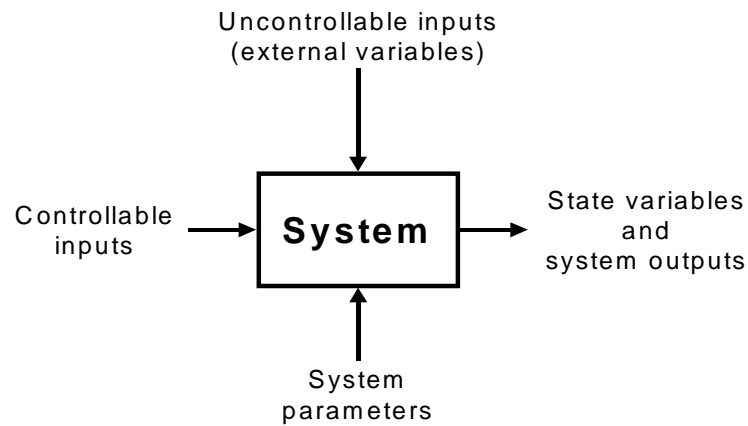 Uncontrollable inputs
(external variables)
Controllable
inputs
System
State variables
and
system outputs
System
parameters